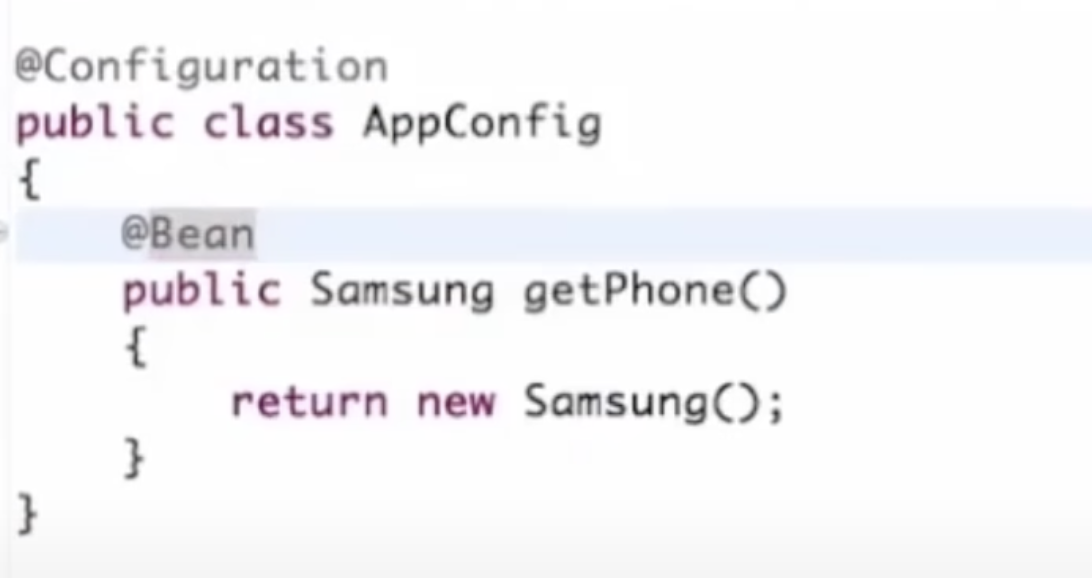 @Configuration
public class AppConfig
{
@Bean
public Samsung getPhone()
{
return new Samsung();
}
}